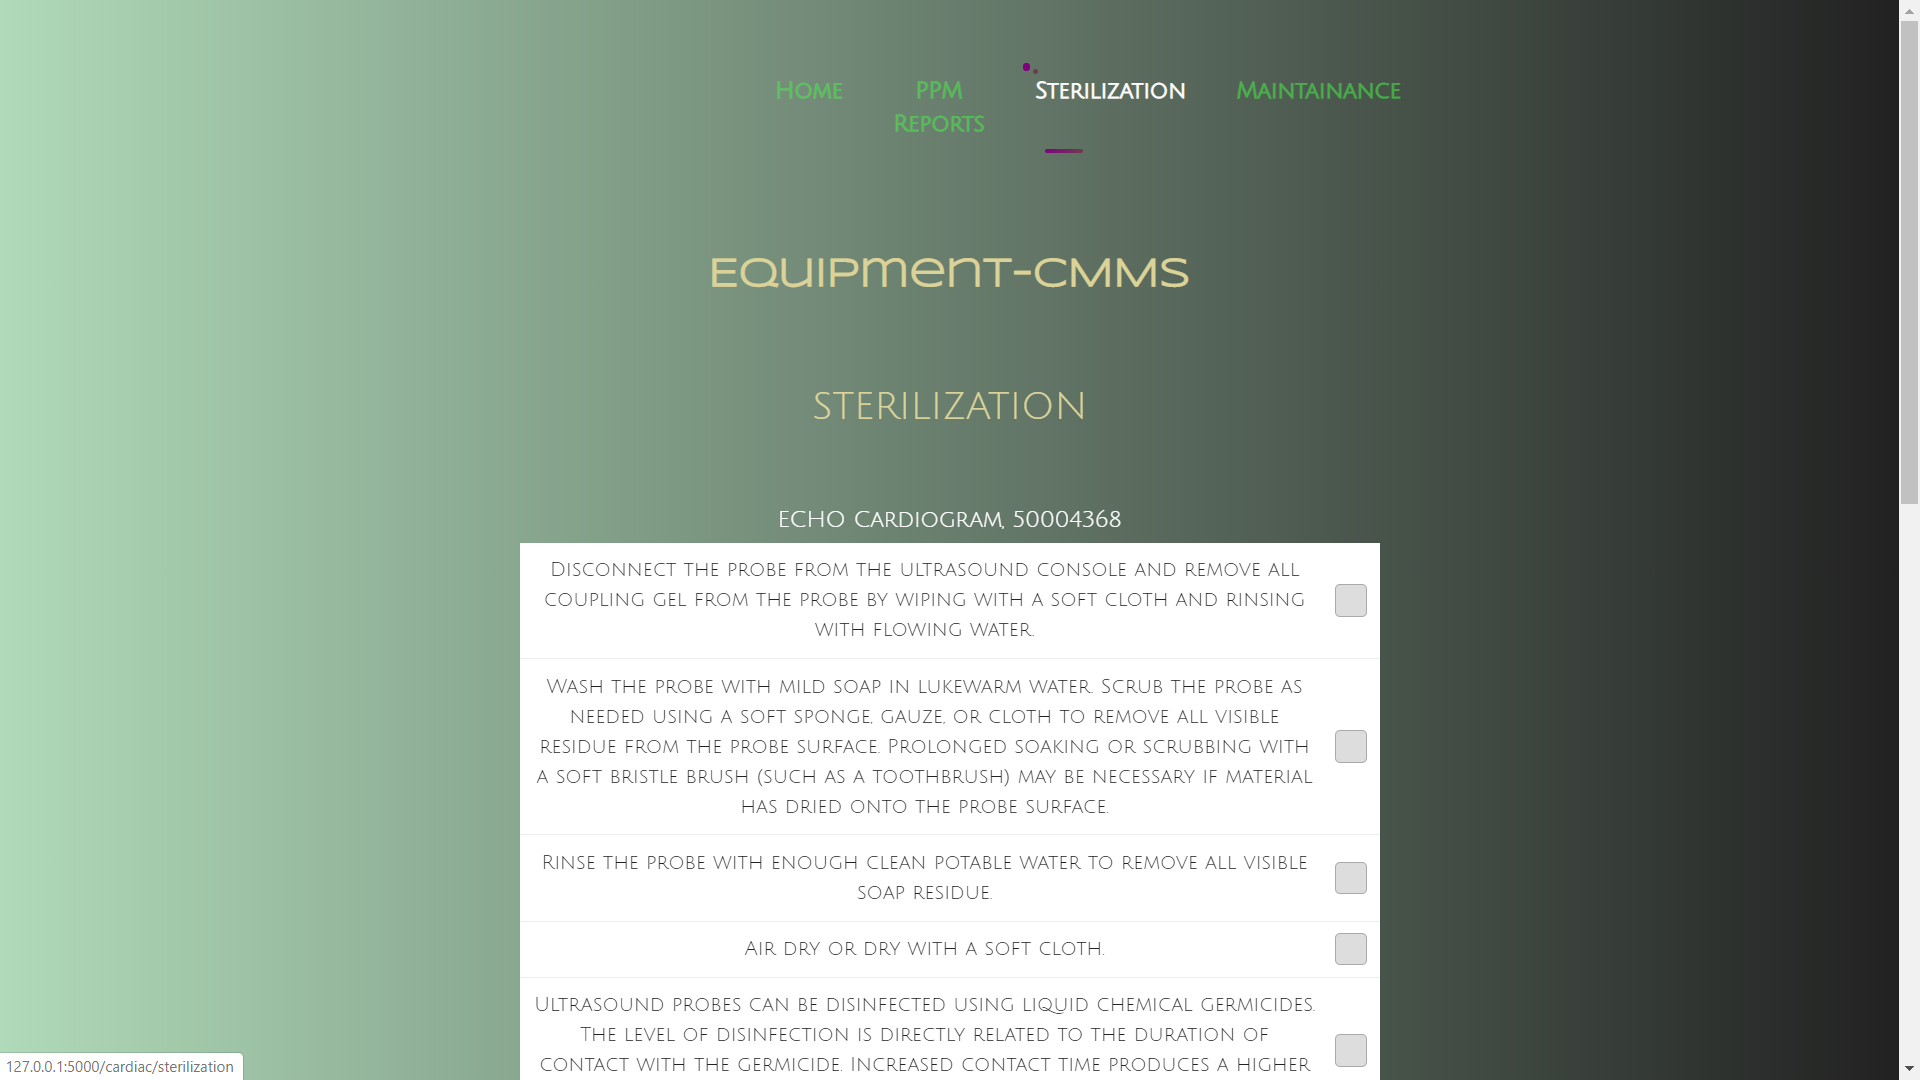 Home
PPM
Reports
Sterilization
Maintainance
Equipment-CMMS
STERILIZATION
ECHO Cardiogram, 50004368
Disconnect the probe from the ultrasound console and remove all
coupling gel from the probe by wiping with a soft cloth and rinsing
with flowing water.
Wash the probe with mild soap in lukewarm water. Scrub the probe as
needed using a soft sponge, gauze, or cloth to remove all visible
residue from the probe surface. Prolonged soaking or scrubbing with
a soft bristle brush (such as a toothbrush) may be necessary if material
has dried onto the probe surface.
Rinse the probe with enough clean potable water to remove all visible
soap residue.
Air dry or dry with a soft cloth.
Ultrasound probes can be disinfected using liquid chemical germicides.
The level of disinfection is directly related to the duration of
contact with the germicide. Increased contact time produces a higher
127.0.0.1:5000/cardiac/sterilization